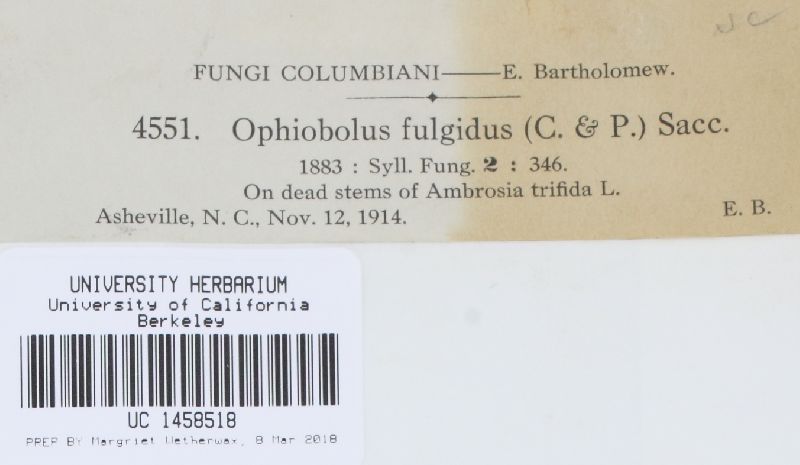 FUNGI COLUMBIANI——E. Bartholomew.
4551. Ophiobolus fulgidus (C. & P.) Sacc.
1883 : Syll. Fung. 2 : 346.
On dead stems of Ambrosia trifida L.
Asheville, N. C., Nov. 12, 1914. E. B.
UNIVERSITY HERBARIUM
University of California
Berkeley
UC 1458518
PREP BY Margriet Wetherwax, 8 Mar 2018